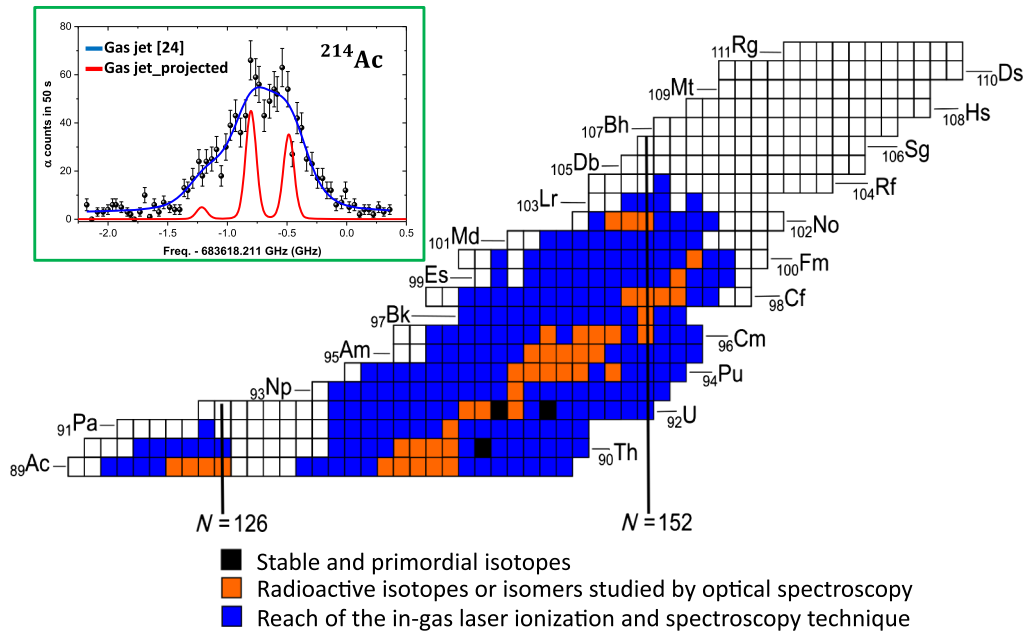 80
60
40
20
0
α counts in 50 s
Gas jet [24]
Gas jet_projected
²¹⁴Ac
-2.0
-1.5
-1.0
-0.5
0.0
0.5
Freq. - 683618.211 GHz (GHz)
₁₁₁Rg
₁₁₀Ds
₁₀₉Mt
₁₀₈Hs
₁₀₇Bh
₁₀₆Sg
₁₀₅Db
₁₀₄Rf
₁₀₃Lr
₁₀₂No
₁₀₁Md
₁₀₀Fm
₉₉Es
₉₈Cf
₉₇Bk
₉₆Cm
₉₅Am
₉₄Pu
₉₃Np
₉₂U
₉₁Pa
₉₀Th
₈₉Ac
N = 126
N = 152
Stable and primordial isotopes
Radioactive isotopes or isomers studied by optical spectroscopy
Reach of the in-gas laser ionization and spectroscopy technique